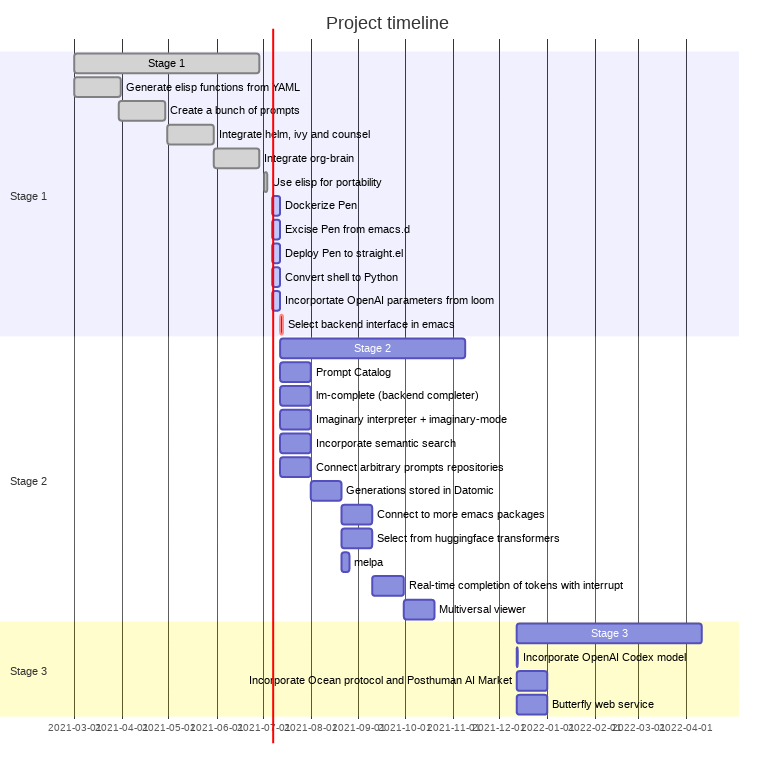 Project timeline
Stage 1
Generate elisp functions from YAML
Create a bunch of prompts
Integrate helm, ivy and counsel
Integrate org-brain
Stage 1
Use elisp for portability
Dockerize Pen
Excise Pen from emacs.d
Deploy Pen to straight.el
Convert shell to Python
Incorportate OpenAI parameters from loom
Select backend interface in emacs
Stage 2
Prompt Catalog
lm-complete (backend completer)
Imaginary interpreter + imaginary-mode
Incorporate semantic search
Connect arbitrary prompts repositories
Stage 2
Generations stored in Datomic
Connect to more emacs packages
Select from huggingface transformers
melpa
Real-time completion of tokens with interrupt
Multiversal viewer
Stage 3
Incorporate OpenAI Codex model
Stage 3
Incorporate Ocean protocol and Posthuman AI Market
Butterfly web service
2021-03-01 2021-04-01 2021-05-01 2021-06-01 2021-07-01 2021-08-01 2021-09-01 2021-10-01 2021-11-01 2021-12-01 2022-01-01 2022-02-01 2022-03-01 2022-04-01